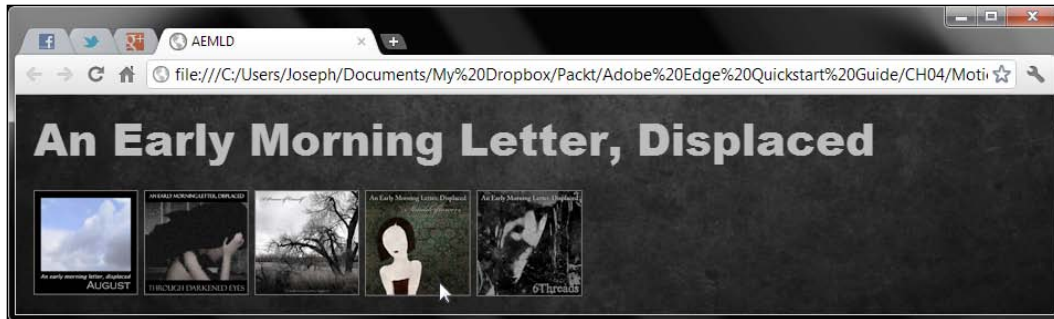 AEMLD
file:///C:/Users/Joseph/Documents/My%20Dropbox/Packt/Adobe%20Edge%20Quickstart%20Guide/CH04/Moti
An Early Morning Letter, Displaced
AN EARLY MORNING LETTER, DISPLACED
An Early Morning Letter, Displaced
An Early Morning Letter, Displaced
An early morning letter, displaced
AUGUST
THROUGH DARKENED EYES
6Threads